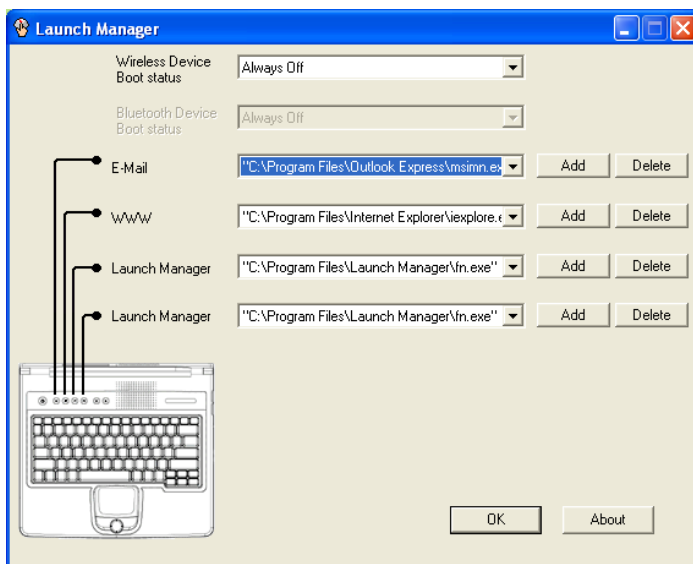 Launch Manager
Wireless Device
Boot status
Always Off
Bluetooth Device
Boot status
Always Off
E-Mail
"C:\Program Files\Outlook Express\msimn.ex
Add
Delete
WWW
"C:\Program Files\Internet Explorer\iexplore.e
Add
Delete
Launch Manager
"C:\Program Files\Launch Manager\fn.exe"
Add
Delete
Launch Manager
"C:\Program Files\Launch Manager\fn.exe"
Add
Delete
OK
About